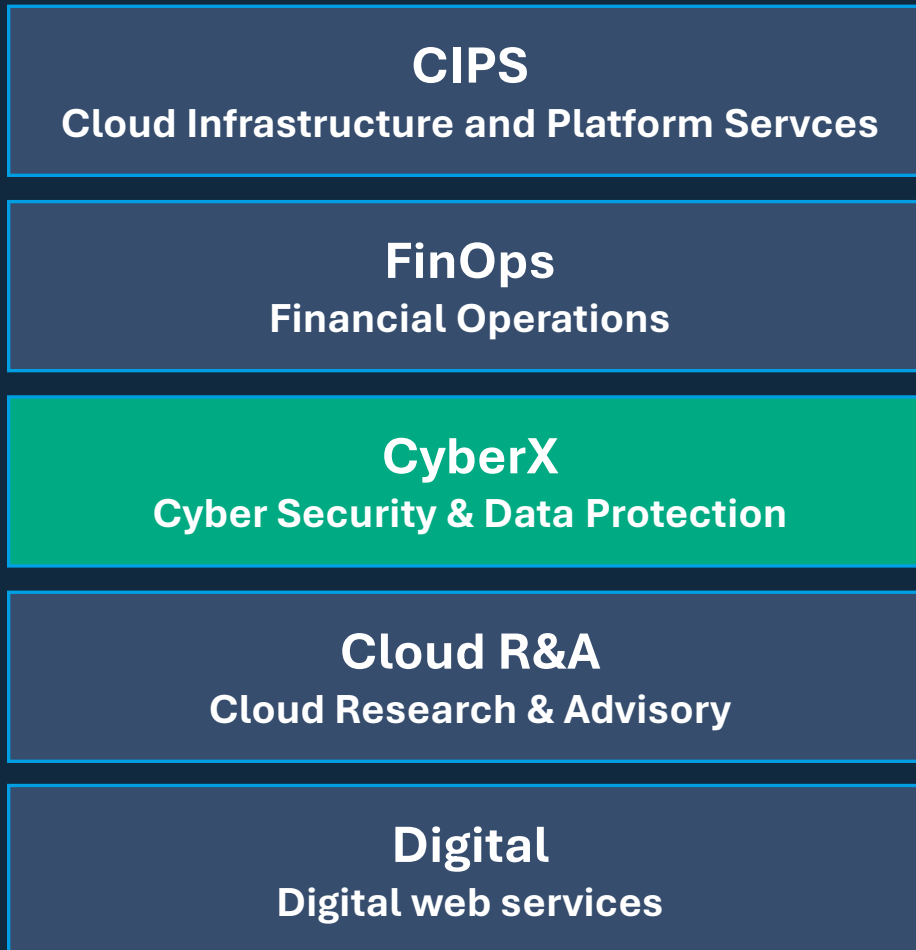 CIPS
Cloud Infrastructure and Platform Servces
FinOps
Financial Operations
CyberX
Cyber Security & Data Protection
Cloud R&A
Cloud Research & Advisory
Digital
Digital web services